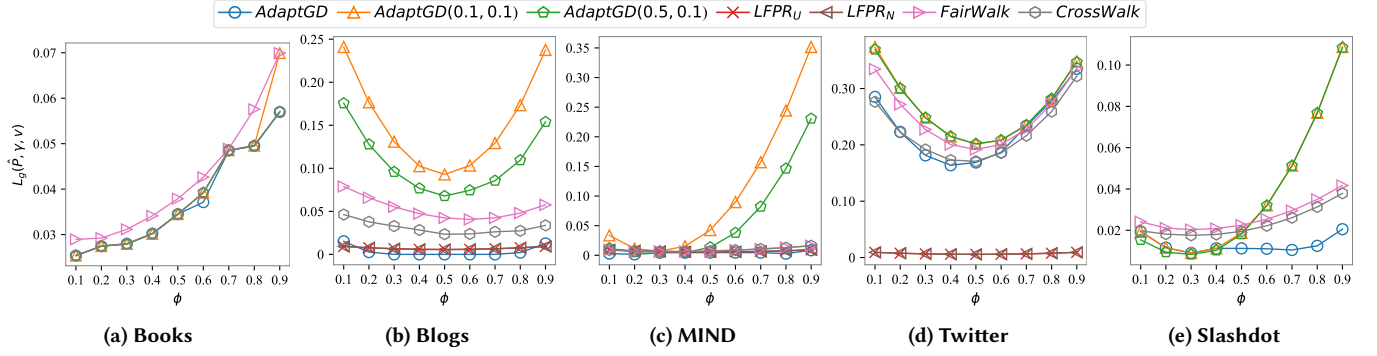 AdaptGD AdaptGD(0.1, 0.1) AdaptGD(0.5, 0.1) LFPR_U LFPR_N FairWalk CrossWalk
L_g(P̂, γ, v)
0.07
0.06
0.05
0.04
0.03
0.1 0.2 0.3 0.4 0.5 0.6 0.7 0.8 0.9
ϕ
(a) Books
0.25
0.20
0.15
0.10
0.05
0
0.1 0.2 0.3 0.4 0.5 0.6 0.7 0.8 0.9
ϕ
(b) Blogs
0.35
0.30
0.25
0.20
0.15
0.10
0.05
0
0.1 0.2 0.3 0.4 0.5 0.6 0.7 0.8 0.9
ϕ
(c) MIND
0.30
0.20
0.10
0
0.1 0.2 0.3 0.4 0.5 0.6 0.7 0.8 0.9
ϕ
(d) Twitter
0.10
0.08
0.06
0.04
0.02
0.1 0.2 0.3 0.4 0.5 0.6 0.7 0.8 0.9
ϕ
(e) Slashdot